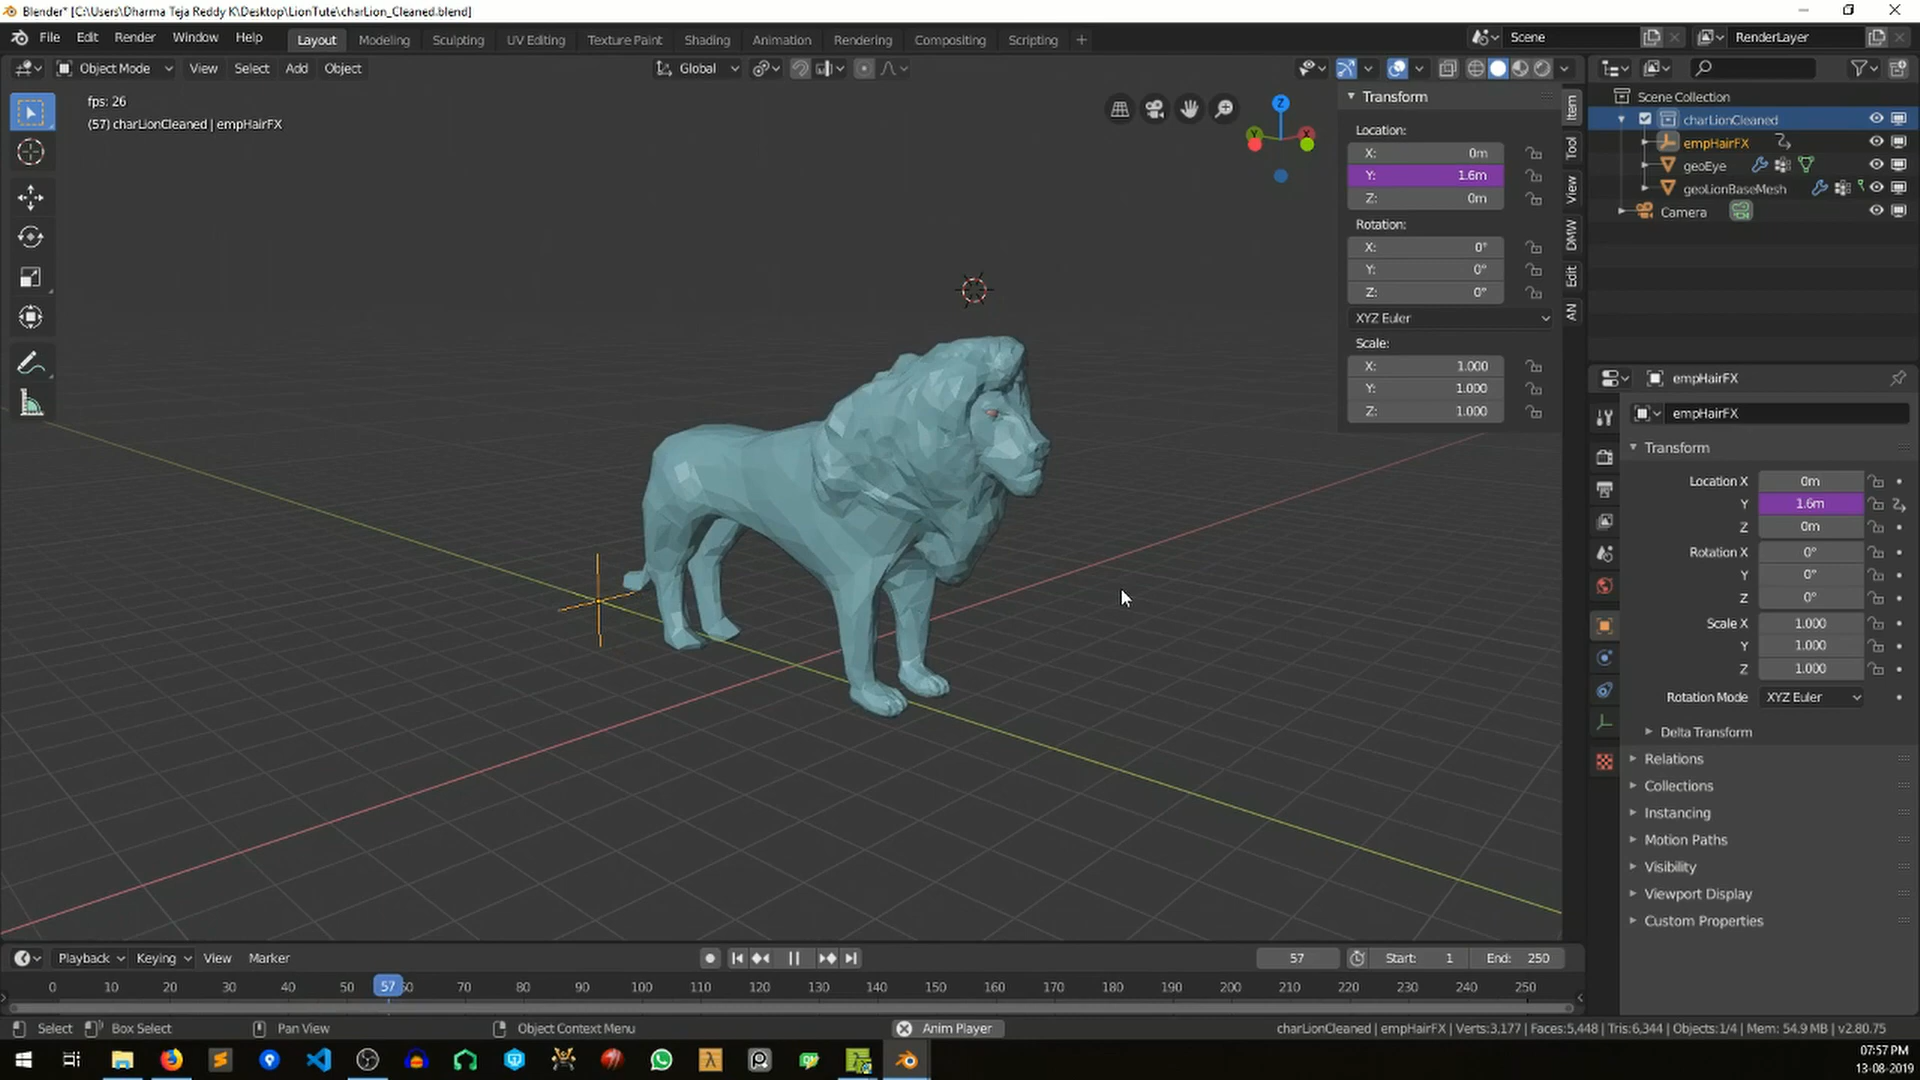 Blender* [C:\Users\Dharma Teja Reddy K\Desktop\LionTute\charLion_Cleaned.blend]
File Edit Render Window Help Layout Modeling Sculpting UV Editing Texture Paint Shading Animation Rendering Compositing Scripting + Scene RenderLayer
Object Mode View Select Add Object Global
fps: 26
(57) charLionCleaned | empHairFX
Z
Y
X
Transform
Location:
X: 0m
Y: 1.6m
Z: 0m
Rotation:
X: 0°
Y: 0°
Z: 0°
XYZ Euler
Scale:
X: 1.000
Y: 1.000
Z: 1.000
Item
Tool
View
DMW
Edit
AN
Scene Collection
charLionCleaned
empHairFX
geoEye
geoLionBaseMesh
Camera
empHairFX
empHairFX
Transform
Location X 0m
Y 1.6m
Z 0m
Rotation X 0°
Y 0°
Z 0°
Scale X 1.000
Y 1.000
Z 1.000
Rotation Mode XYZ Euler
Delta Transform
Relations
Collections
Instancing
Motion Paths
Visibility
Viewport Display
Custom Properties
Playback Keying View Marker 57 Start: 1 End: 250
0 10 20 30 40 50 57 60 70 80 90 100 110 120 130 140 150 160 170 180 190 200 210 220 230 240 250
Select Box Select Pan View Object Context Menu Anim Player charLionCleaned | empHairFX | Verts:3,177 | Faces:5,448 | Tris:6,344 | Objects:1/4 | Mem: 54.9 MB | v2.80.75
07:57 PM
13-08-2019